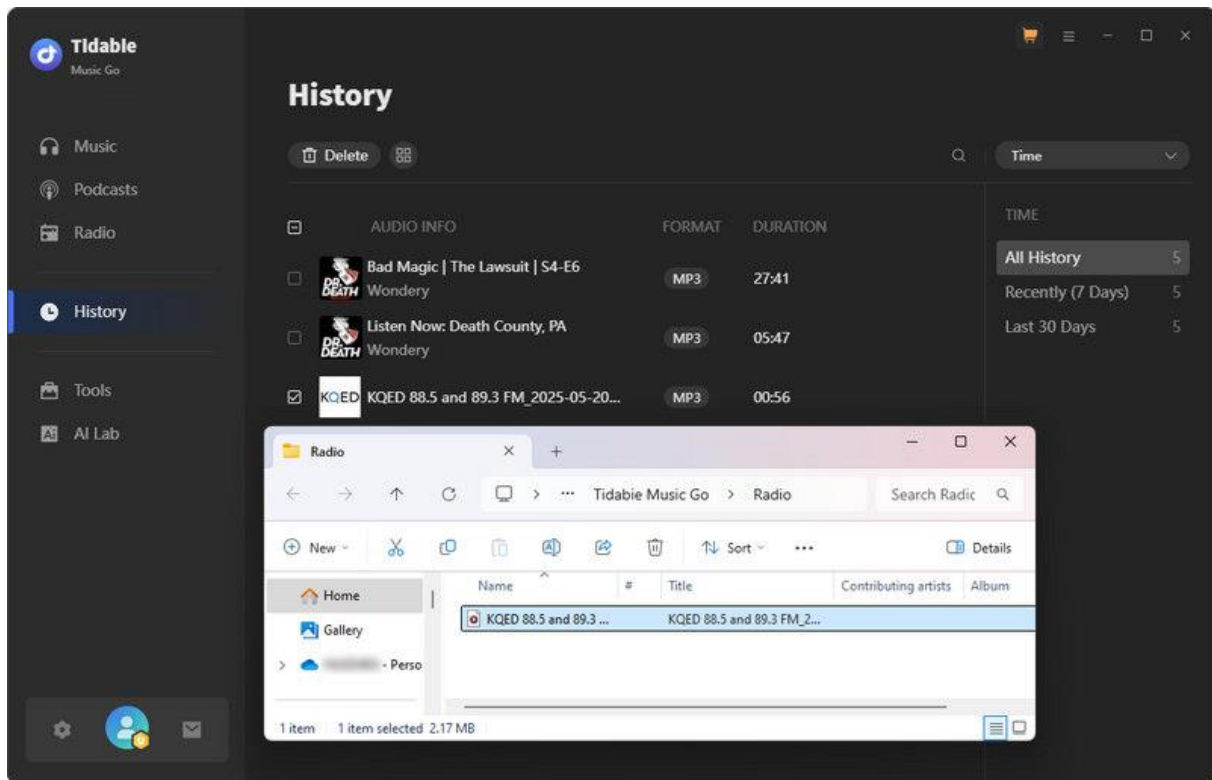 Tidable
Music Go
History
Music
Podcasts
Radio
History
Tools
AI Lab
Delete
Time
AUDIO INFO FORMAT DURATION
Bad Magic | The Lawsuit | S4-E6
Wondery
MP3 27:41
DR. DEATH
Listen Now: Death County, PA
Wondery
MP3 05:47
DR. DEATH
KQED KQED 88.5 and 89.3 FM_2025-05-20... MP3 00:56
TIME
All History 5
Recently (7 Days) 5
Last 30 Days 5
Radio
Tidabie Music Go > Radio
Search Radic
New
Sort
Details
Home
Gallery
- Perso
Name # Title Contributing artists Album
KQED 88.5 and 89.3 ... KQED 88.5 and 89.3 FM_2...
1 item 1 item selected 2.17 MB